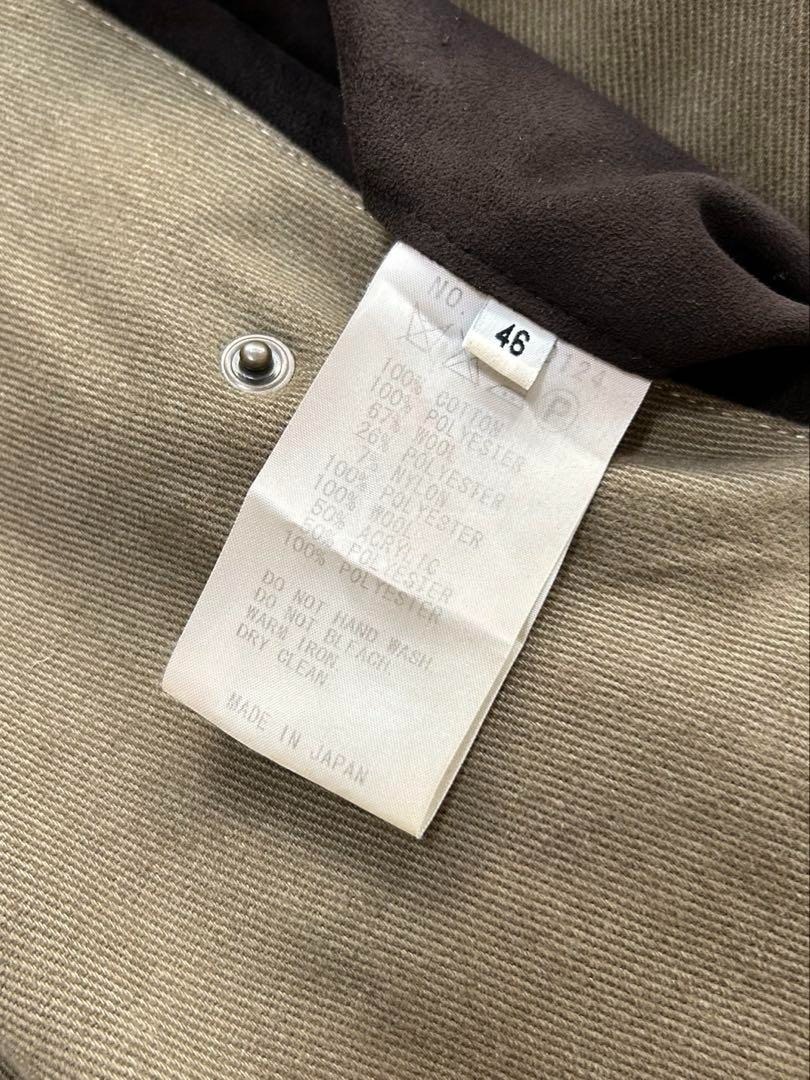 NO. 124
46
P
100% COTTON
100% POLYESTER
67% WOOL
26% POLYESTER
7% NYLON
100% POLYESTER
100% WOOL
50% ACRYLIC
50% POLYESTER
100% POLYESTER
DO NOT HAND WASH
DO NOT BLEACH.
WARM IRON.
DRY CLEAN.
MADE IN JAPAN